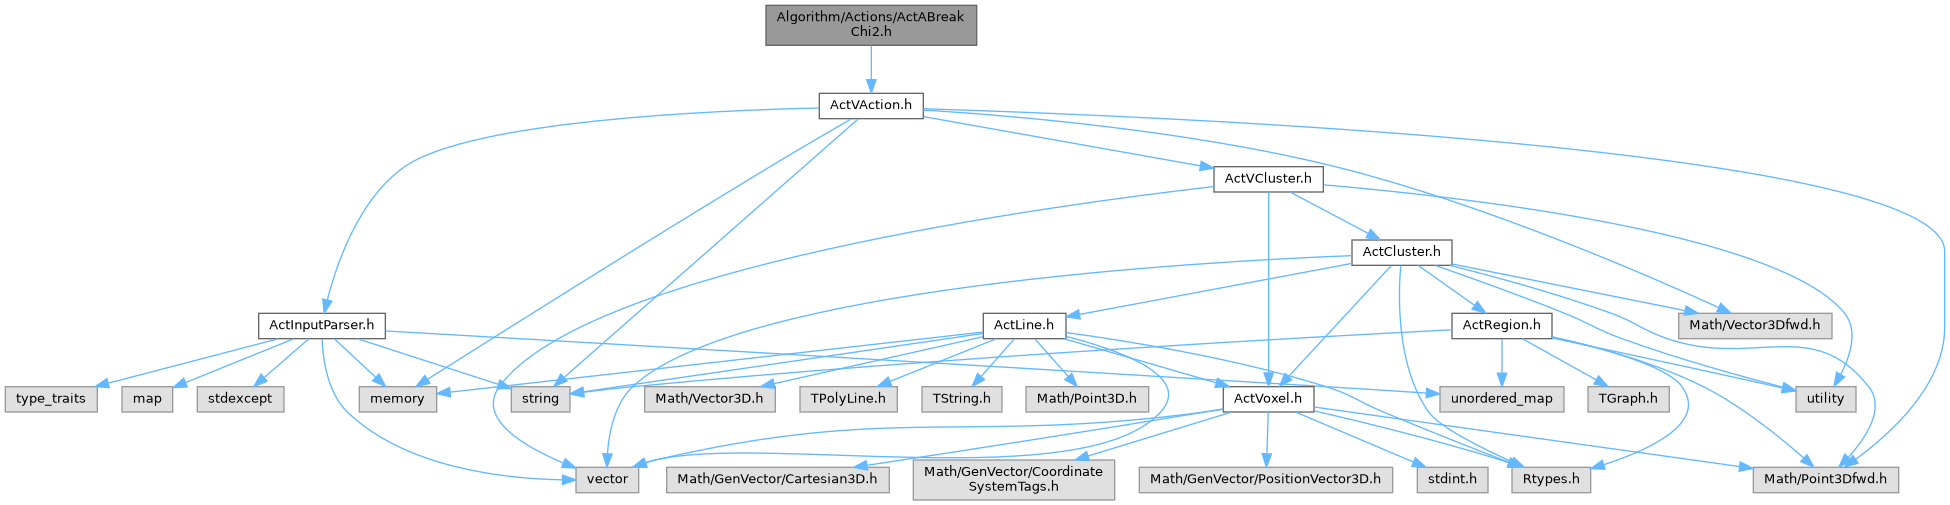 Algorithm/Actions/ActABreak
Chi2.h
ActVAction.h
ActVCluster.h
ActCluster.h
ActInputParser.h
ActLine.h
ActRegion.h
Math/Vector3Dfwd.h
type_traits
map
stdexcept
memory
string
Math/Vector3D.h
TPolyLine.h
TString.h
Math/Point3D.h
ActVoxel.h
unordered_map
TGraph.h
utility
vector
Math/GenVector/Cartesian3D.h
Math/GenVector/Coordinate
SystemTags.h
Math/GenVector/PositionVector3D.h
stdint.h
Rtypes.h
Math/Point3Dfwd.h